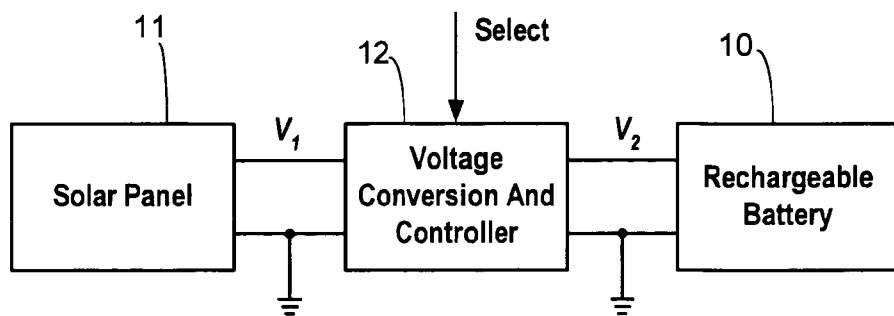 11
12
Select
10
V1
V2
Solar Panel
Voltage
Conversion And
Controller
Rechargeable
Battery